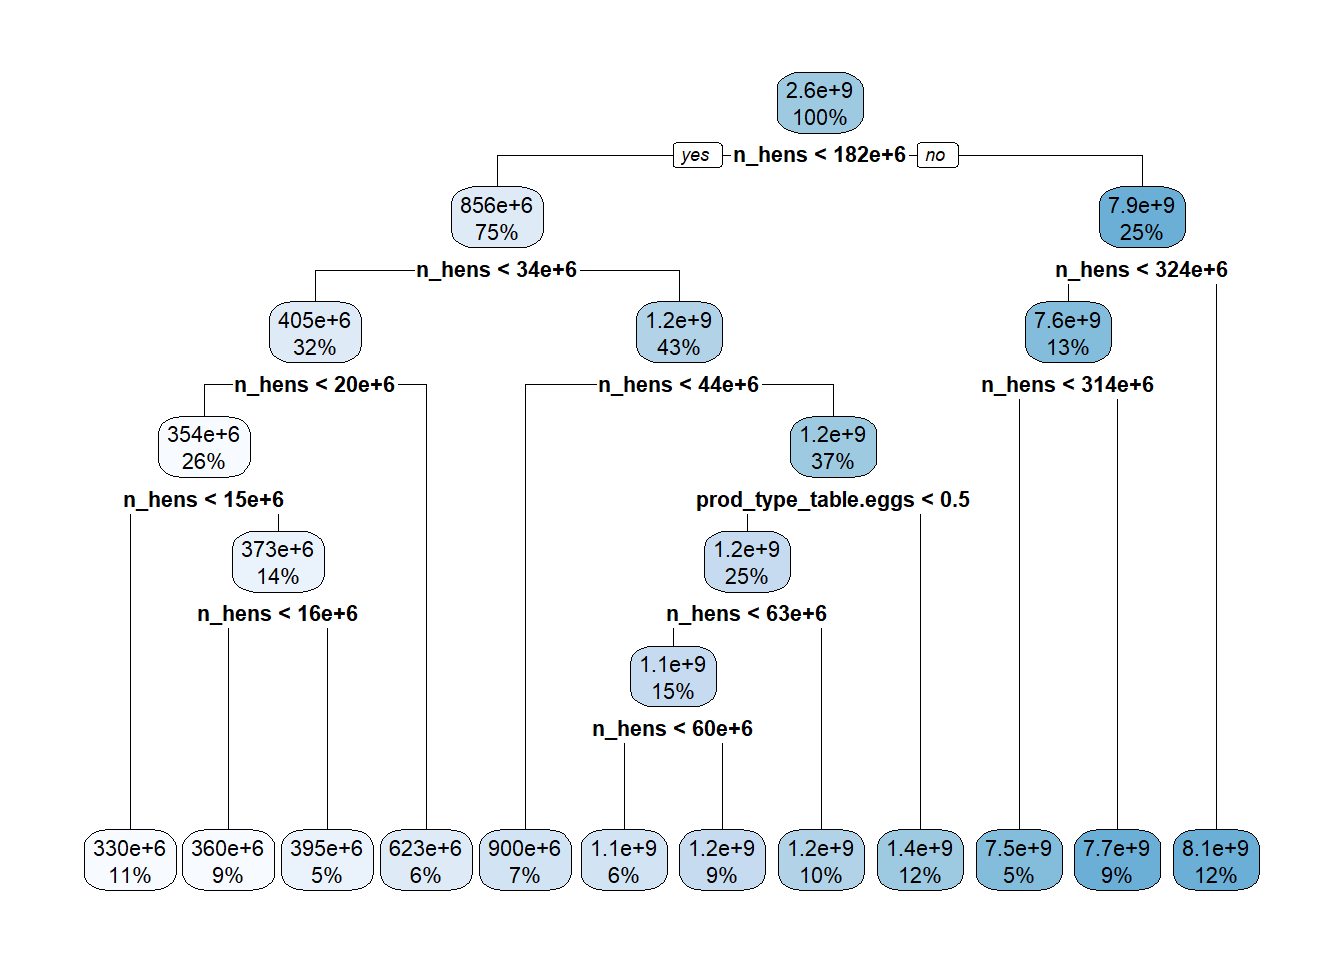 2.6e+9
100%
yes
n_hens < 182e+6
no
856e+6
75%
7.9e+9
25%
n_hens < 34e+6
n_hens < 324e+6
405e+6
32%
1.2e+9
43%
7.6e+9
13%
n_hens < 20e+6
n_hens < 44e+6
n_hens < 314e+6
354e+6
26%
1.2e+9
37%
n_hens < 15e+6
prod_type_table.eggs < 0.5
373e+6
14%
1.2e+9
25%
n_hens < 16e+6
n_hens < 63e+6
1.1e+9
15%
n_hens < 60e+6
330e+6
11%
360e+6
9%
395e+6
5%
623e+6
6%
900e+6
7%
1.1e+9
6%
1.2e+9
9%
1.2e+9
10%
1.4e+9
12%
7.5e+9
5%
7.7e+9
9%
8.1e+9
12%